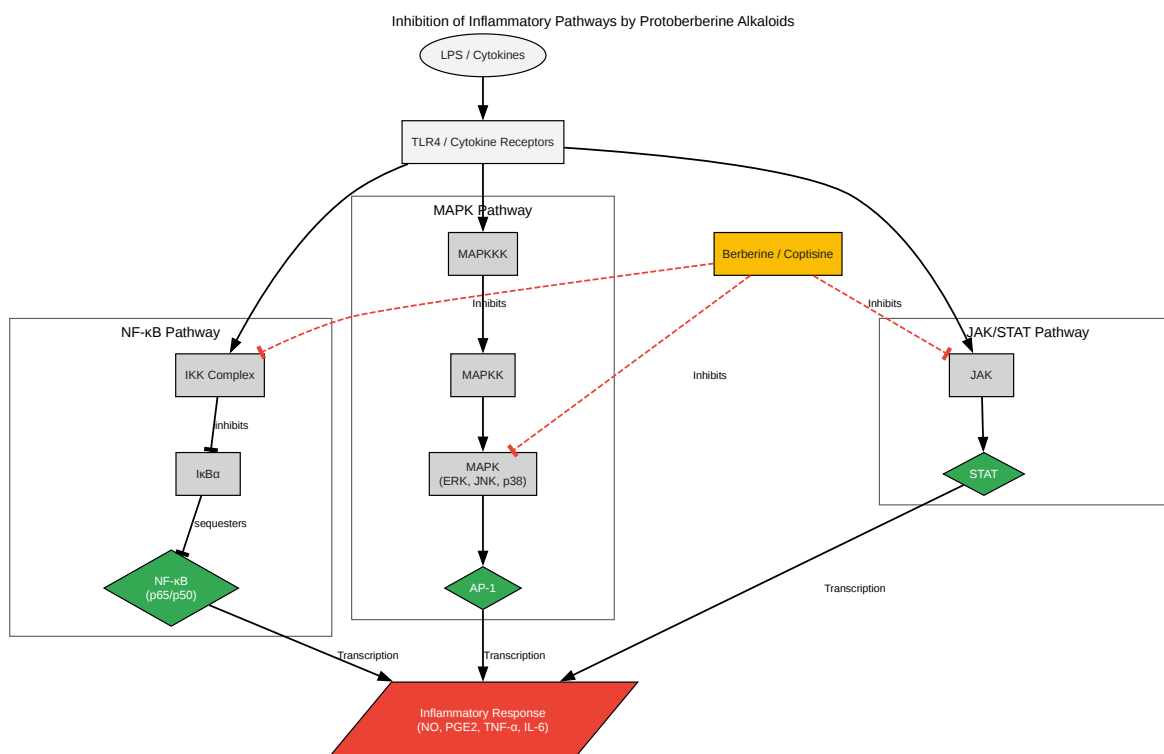 Inhibition of Inflammatory Pathways by Protoberberine Alkaloids
LPS / Cytokines
TLR4 / Cytokine Receptors
MAPK Pathway
MAPKKK
Berberine / Coptisine
Inhibits
Inhibits
NF-κB Pathway
JAK/STAT Pathway
IKK Complex
MAPKK
Inhibits
JAK
inhibits
IκBα
MAPK
(ERK, JNK, p38)
STAT
sequesters
NF-κB
(p65/p50)
AP-1
Transcription
Transcription
Transcription
Inflammatory Response
(NO, PGE2, TNF-α, IL-6)